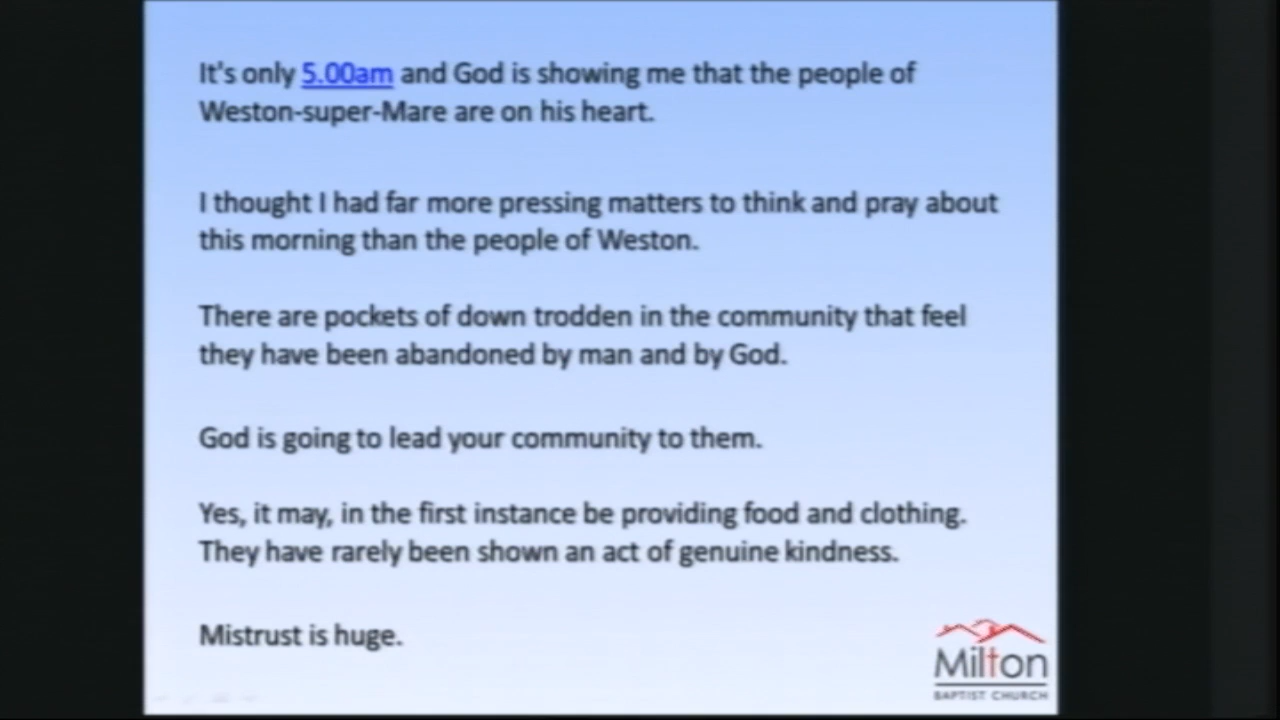 It's only 5.00am and God is showing me that the people of
Weston-super-Mare are on his heart.
I thought I had far more pressing matters to think and pray about
this morning than the people of Weston.
There are pockets of down trodden in the community that feel
they have been abandoned by man and by God.
God is going to lead your community to them.
Yes, it may, in the first instance be providing food and clothing.
They have rarely been shown an act of genuine kindness.
Mistrust is huge.
Milton
BAPTIST CHURCH